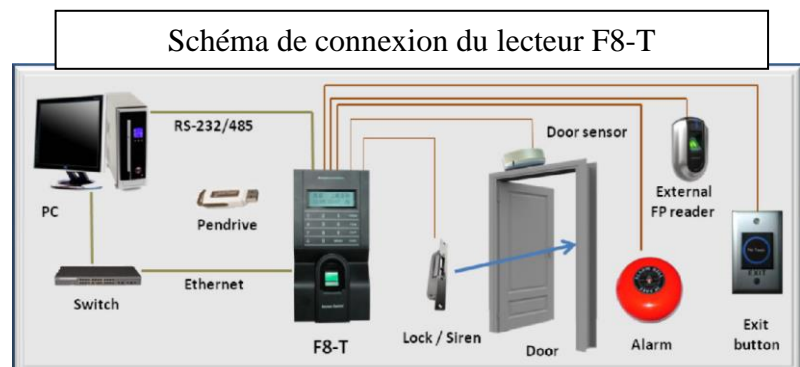 Schéma de connexion du lecteur F8-T
RS-232/485
Door sensor
PC
Pendrive
External
FP reader
Ethernet
Switch
EXIT
F8-T
Lock / Siren
Door
Alarm
Exit
button